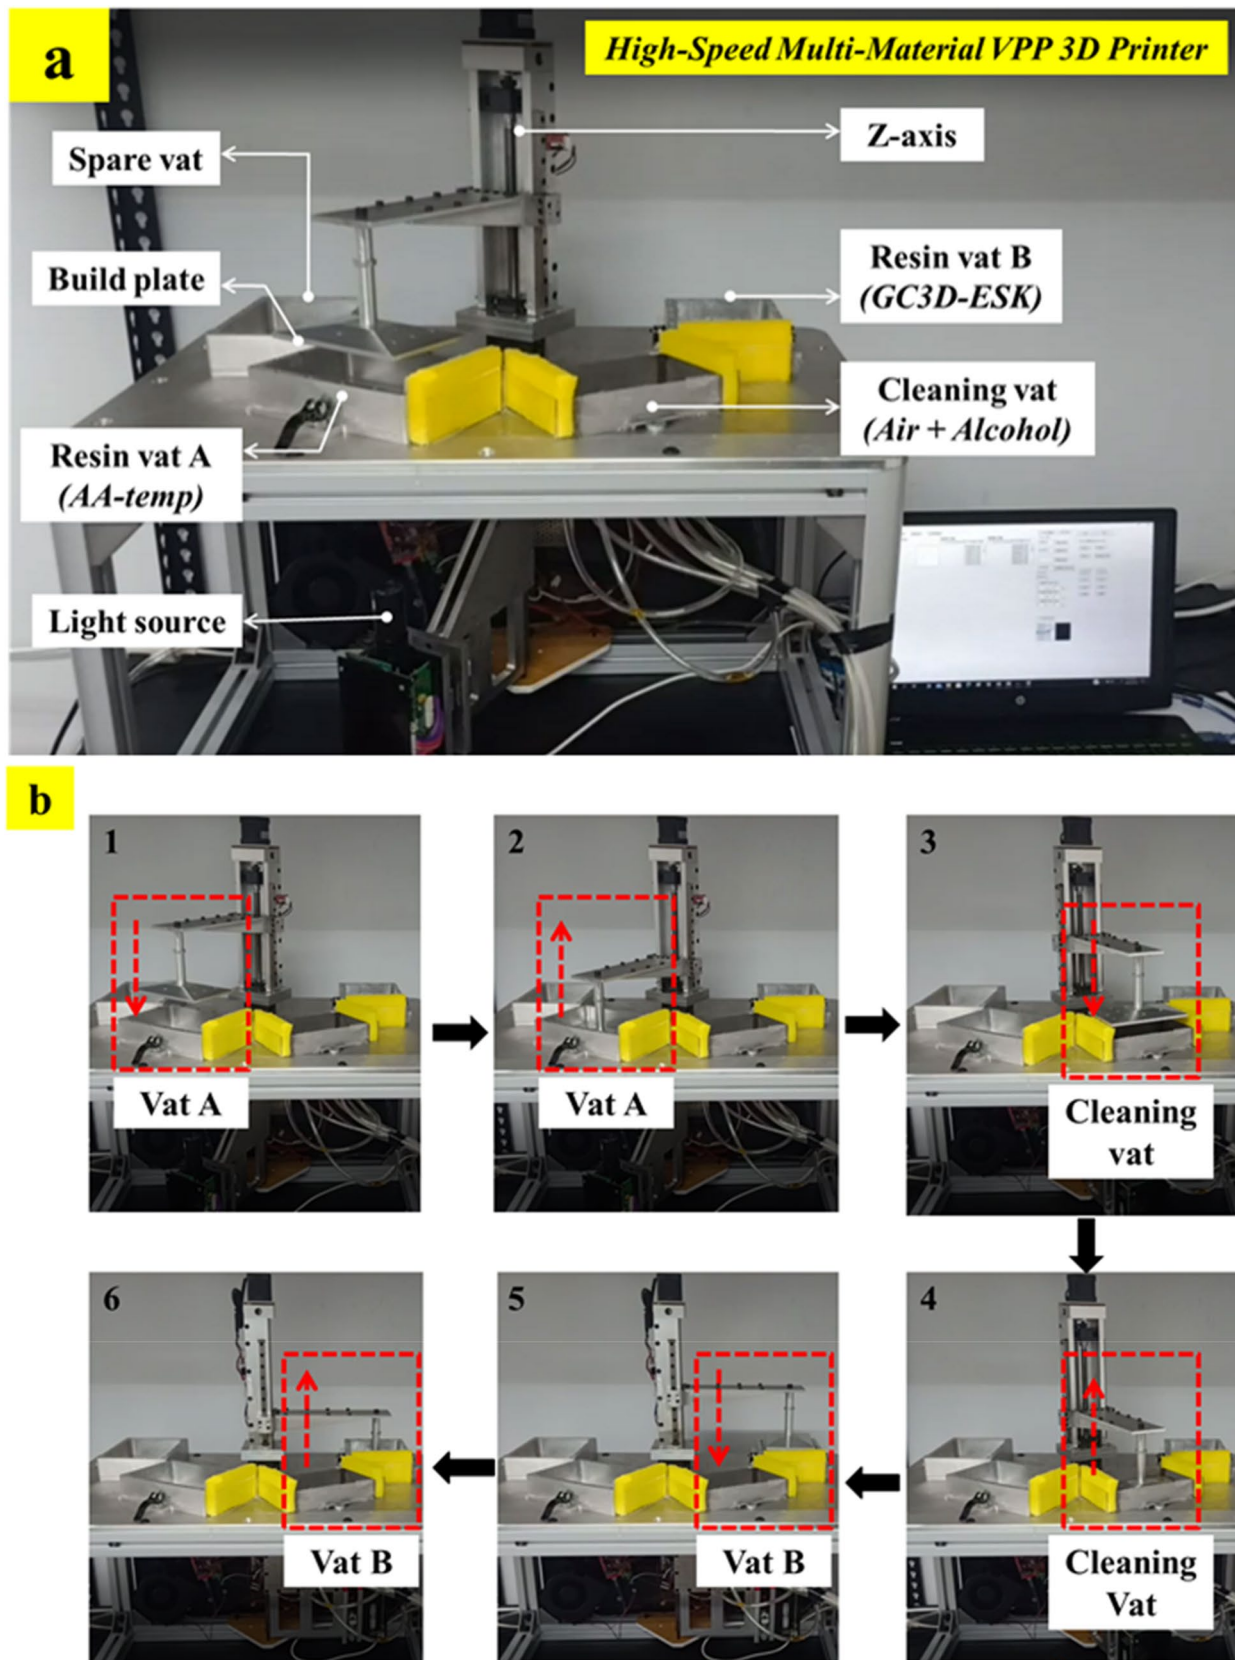 a
High-Speed Multi-Material VPP 3D Printer
Spare vat
Z-axis
Build plate
Resin vat B
(GC3D-ESK)
Cleaning vat
(Air + Alcohol)
Resin vat A
(AA-temp)
Light source
b
1
Vat A
2
Vat A
3
Cleaning
vat
6
Vat B
5
Vat B
4
Cleaning
Vat